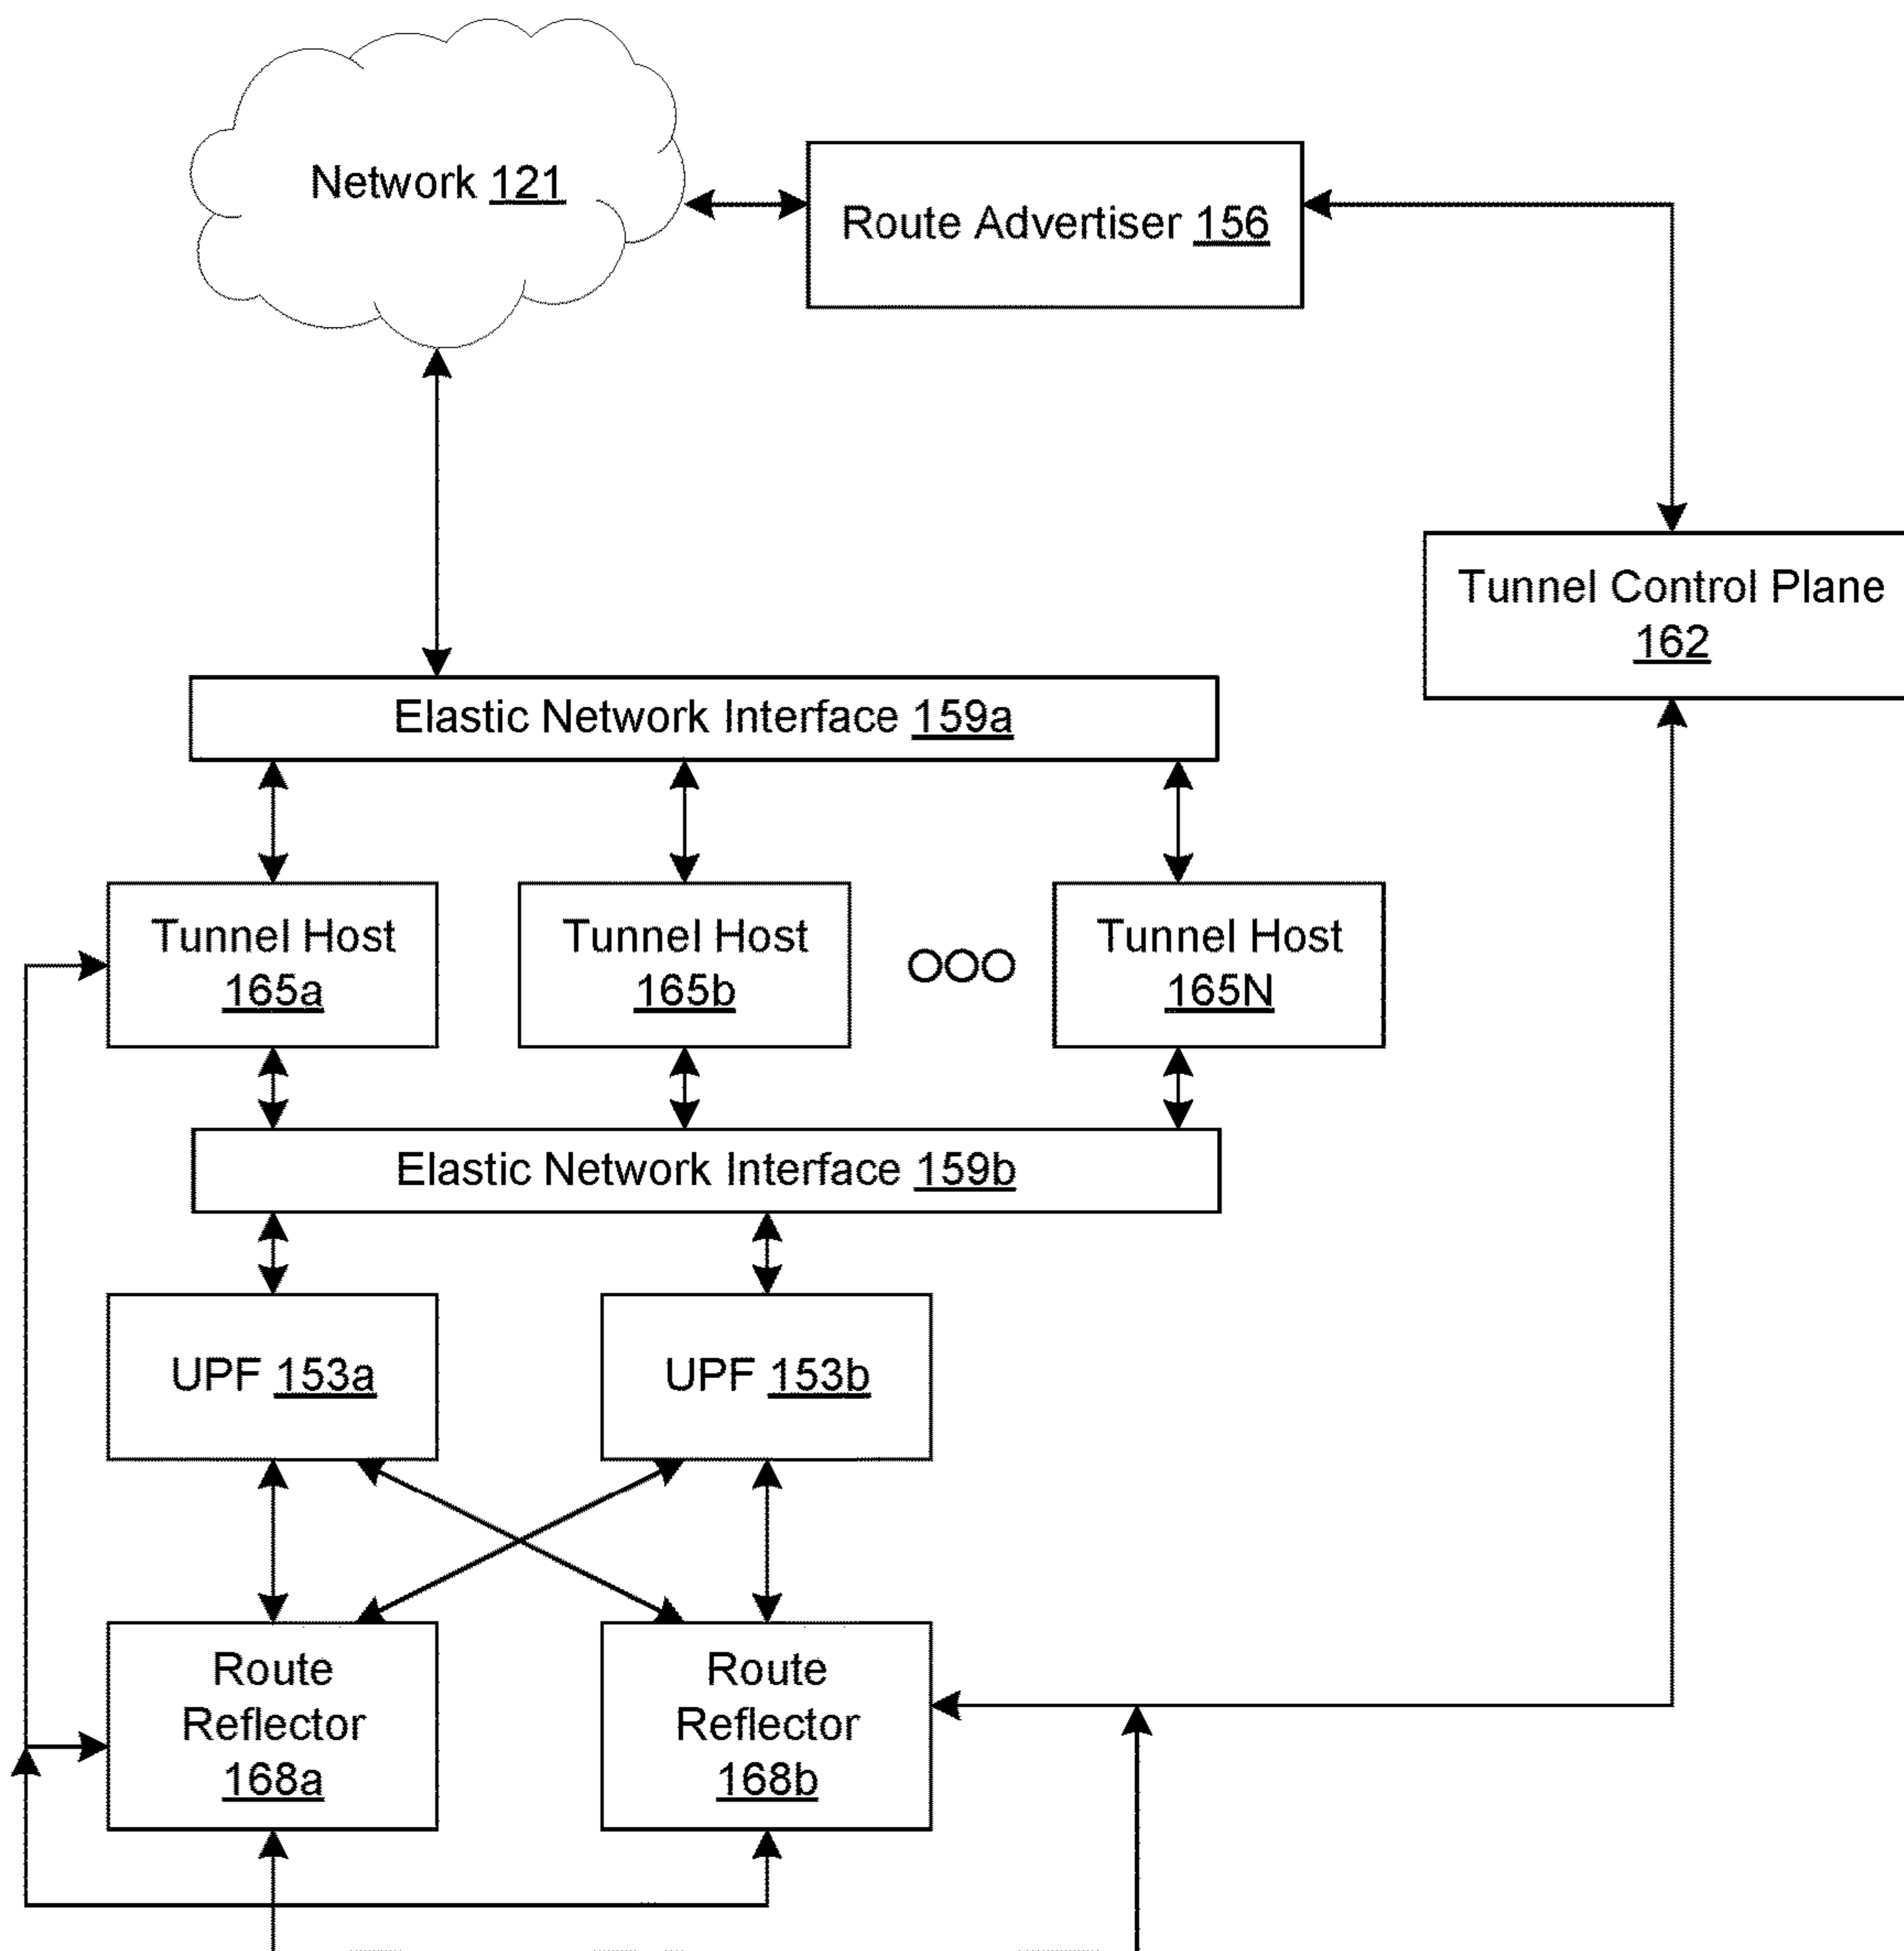 Network 121
Route Advertiser 156
Tunnel Control Plane
162
Elastic Network Interface 159a
Tunnel Host
165a
Tunnel Host
165b
Tunnel Host
165N
Elastic Network Interface 159b
UPF 153a
UPF 153b
Route
Reflector
168a
Route
Reflector
168b